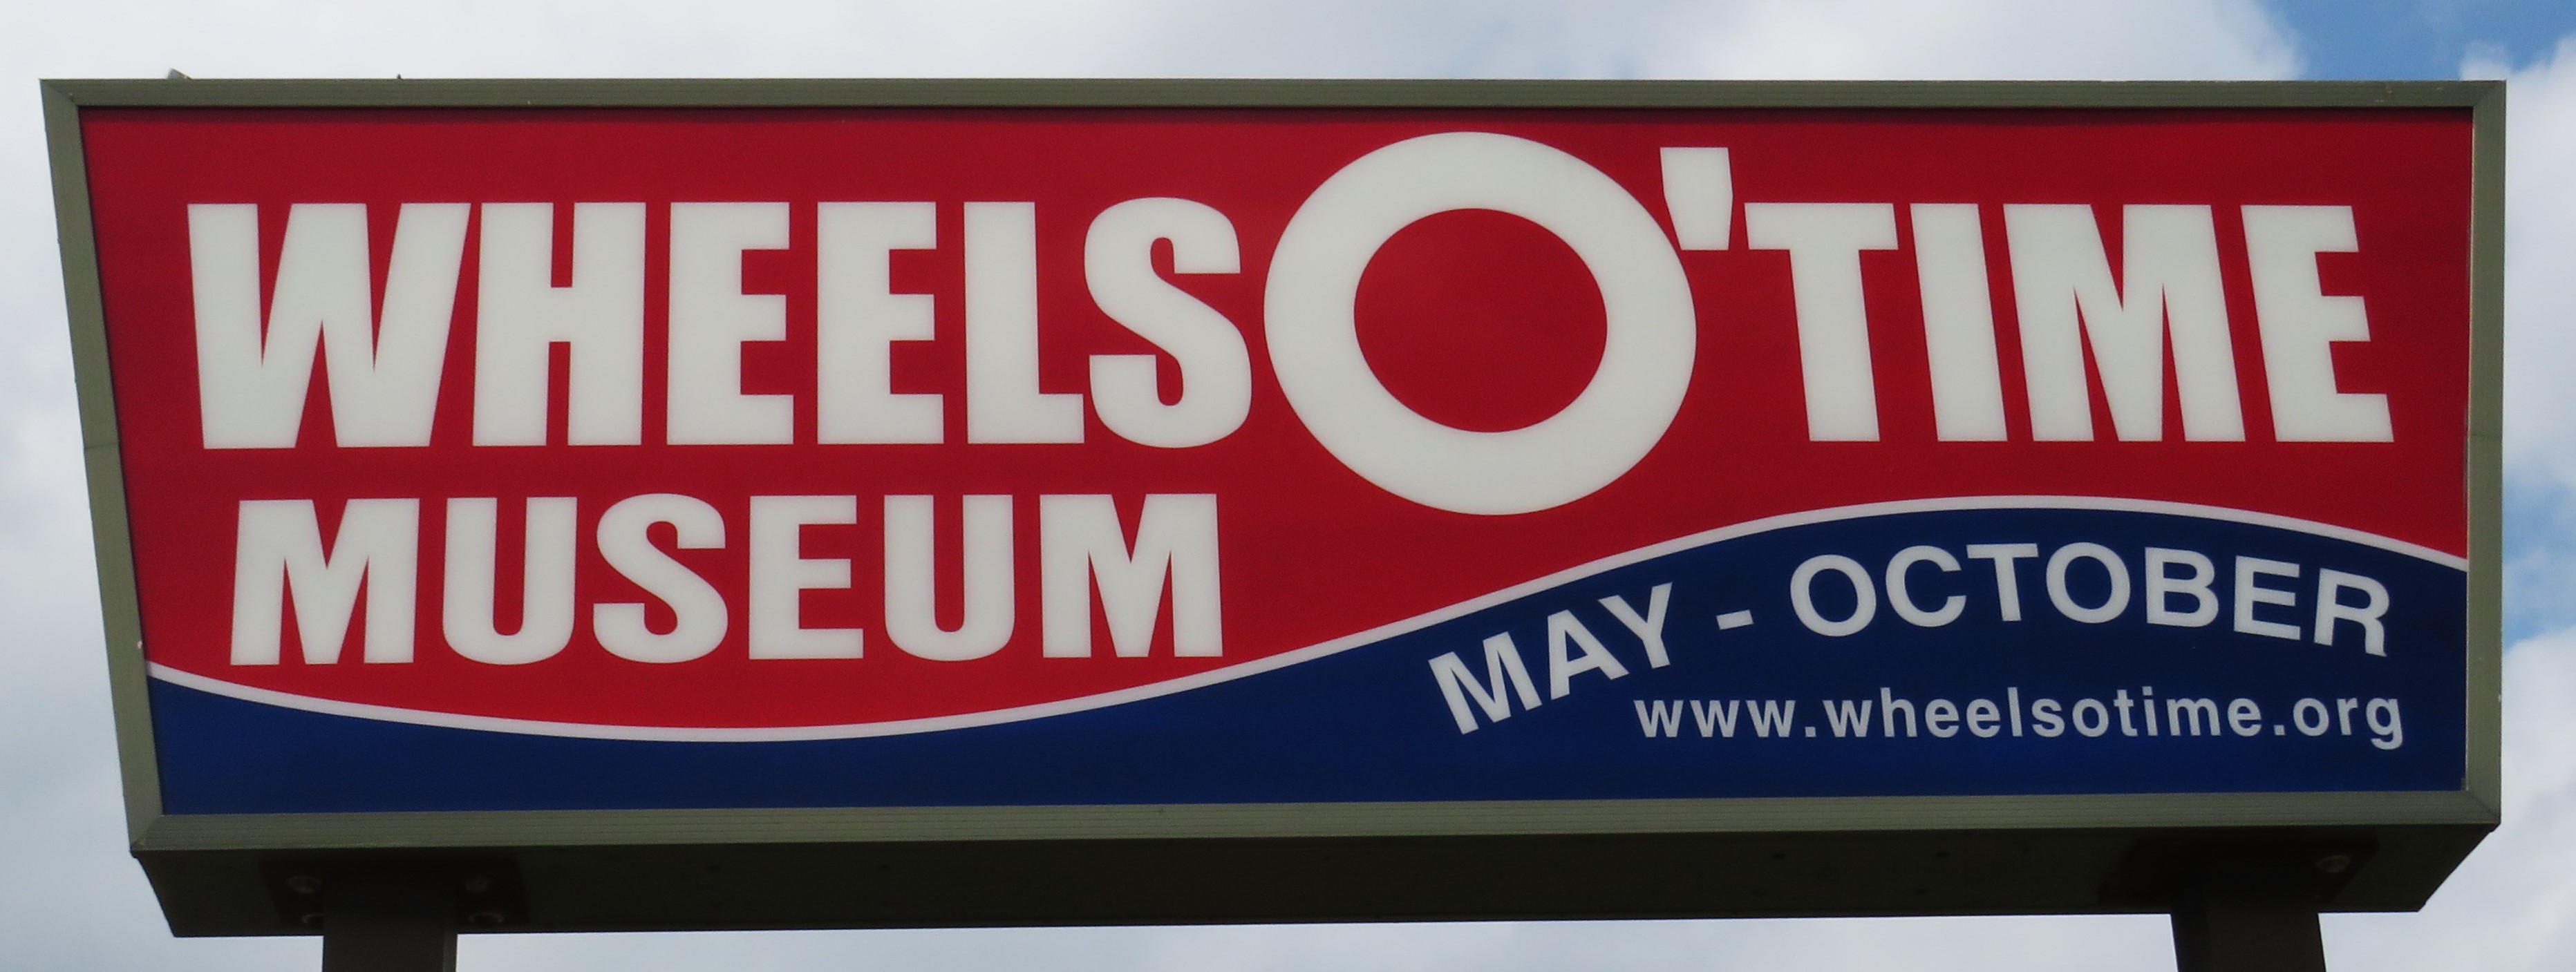 WHEELS O'TIME
MUSEUM
MAY - OCTOBER
www.wheelsotime.org